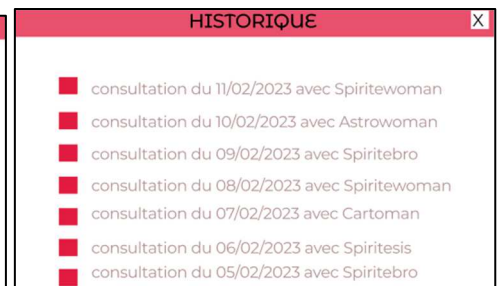 HISTORIQUE X
consultation du 11/02/2023 avec Spiritewoman
consultation du 10/02/2023 avec Astrowoman
consultation du 09/02/2023 avec Spiritebro
consultation du 08/02/2023 avec Spiritewoman
consultation du 07/02/2023 avec Cartoman
consultation du 06/02/2023 avec Spiritesis
consultation du 05/02/2023 avec Spiritebro